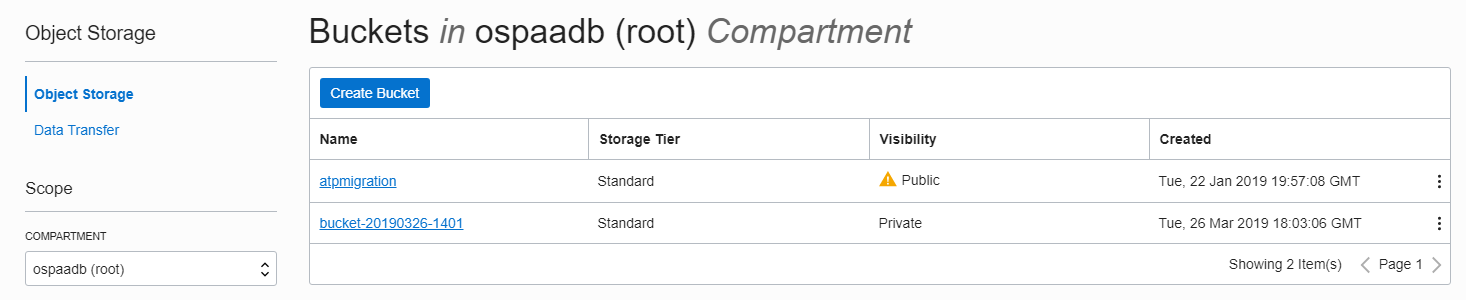 Object Storage
Object Storage
Data Transfer
Scope
COMPARTMENT
ospaadb (root)
Buckets in ospaadb (root) Compartment
Create Bucket
Name Storage Tier Visibility Created
atpmigration Standard Public Tue, 22 Jan 2019 19:57:08 GMT
bucket-20190326-1401 Standard Private Tue, 26 Mar 2019 18:03:06 GMT
Showing 2 Item(s) Page 1